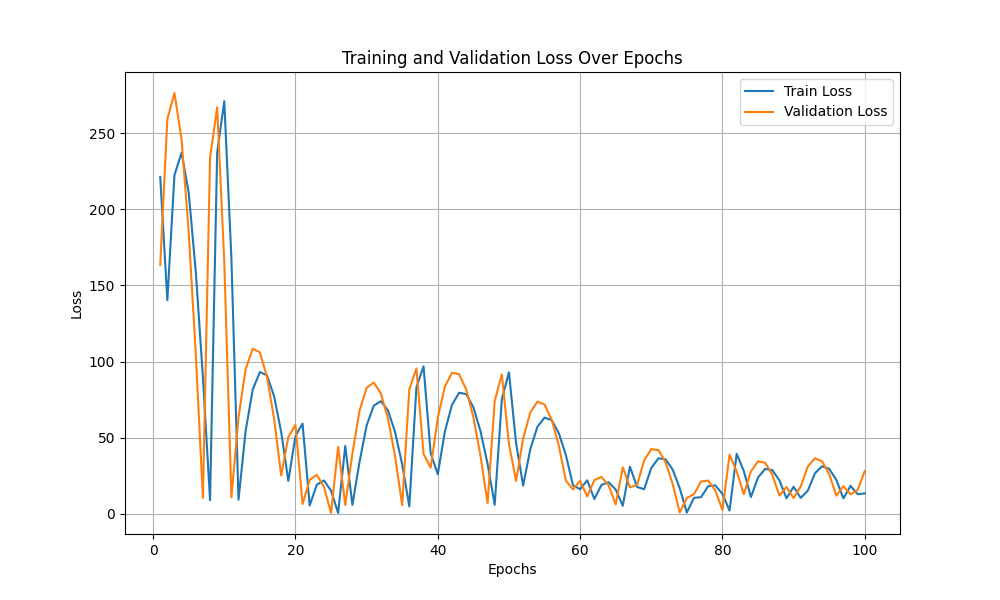 Training and Validation Loss Over Epochs
Train Loss
Validation Loss
Loss
250
200
150
100
50
0
0 20 40 60 80 100
Epochs